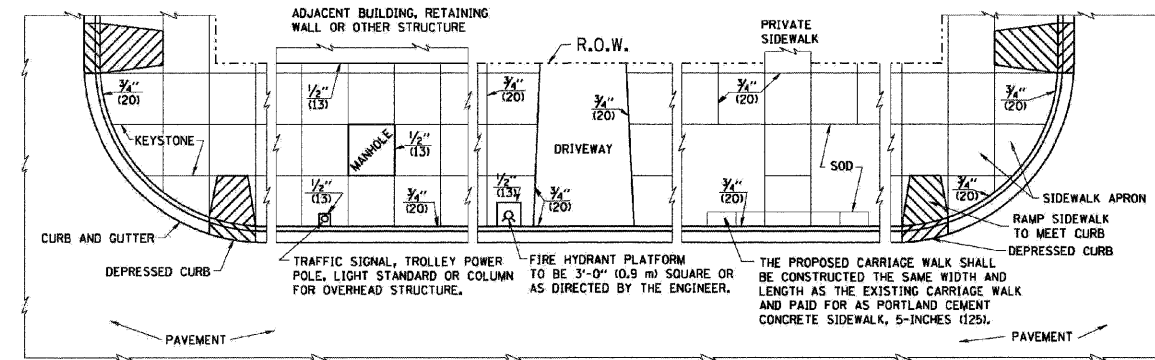 ADJACENT BUILDING, RETAINING
WALL OR OTHER STRUCTURE
R.O.W.
PRIVATE
SIDEWALK
3/4"
(20)
1/2"
(13)
3/4"
(20)
3/4"
(20)
3/4"
(20)
3/4"
(20)
KEYSTONE
MANHOLE
1/2"
(13)
DRIVEWAY
SOD
1/2"
(13)
3/4"
(20)
1/2"
(13)
3/4"
(20)
3/4"
(20)
3/4"
(20)
SIDEWALK APRON
RAMP SIDEWALK
TO MEET CURB
DEPRESSED CURB
CURB AND GUTTER
DEPRESSED CURB
TRAFFIC SIGNAL, TROLLEY POWER
POLE, LIGHT STANDARD OR COLUMN
FOR OVERHEAD STRUCTURE.
FIRE HYDRANT PLATFORM
TO BE 3'-0" (0.9 m) SQUARE OR
AS DIRECTED BY THE ENGINEER.
THE PROPOSED CARRIAGE WALK SHALL
BE CONSTRUCTED THE SAME WIDTH AND
LENGTH AS THE EXISTING CARRIAGE WALK
AND PAID FOR AS PORTLAND CEMENT
CONCRETE SIDEWALK, 5-INCHES (125).
PAVEMENT
PAVEMENT